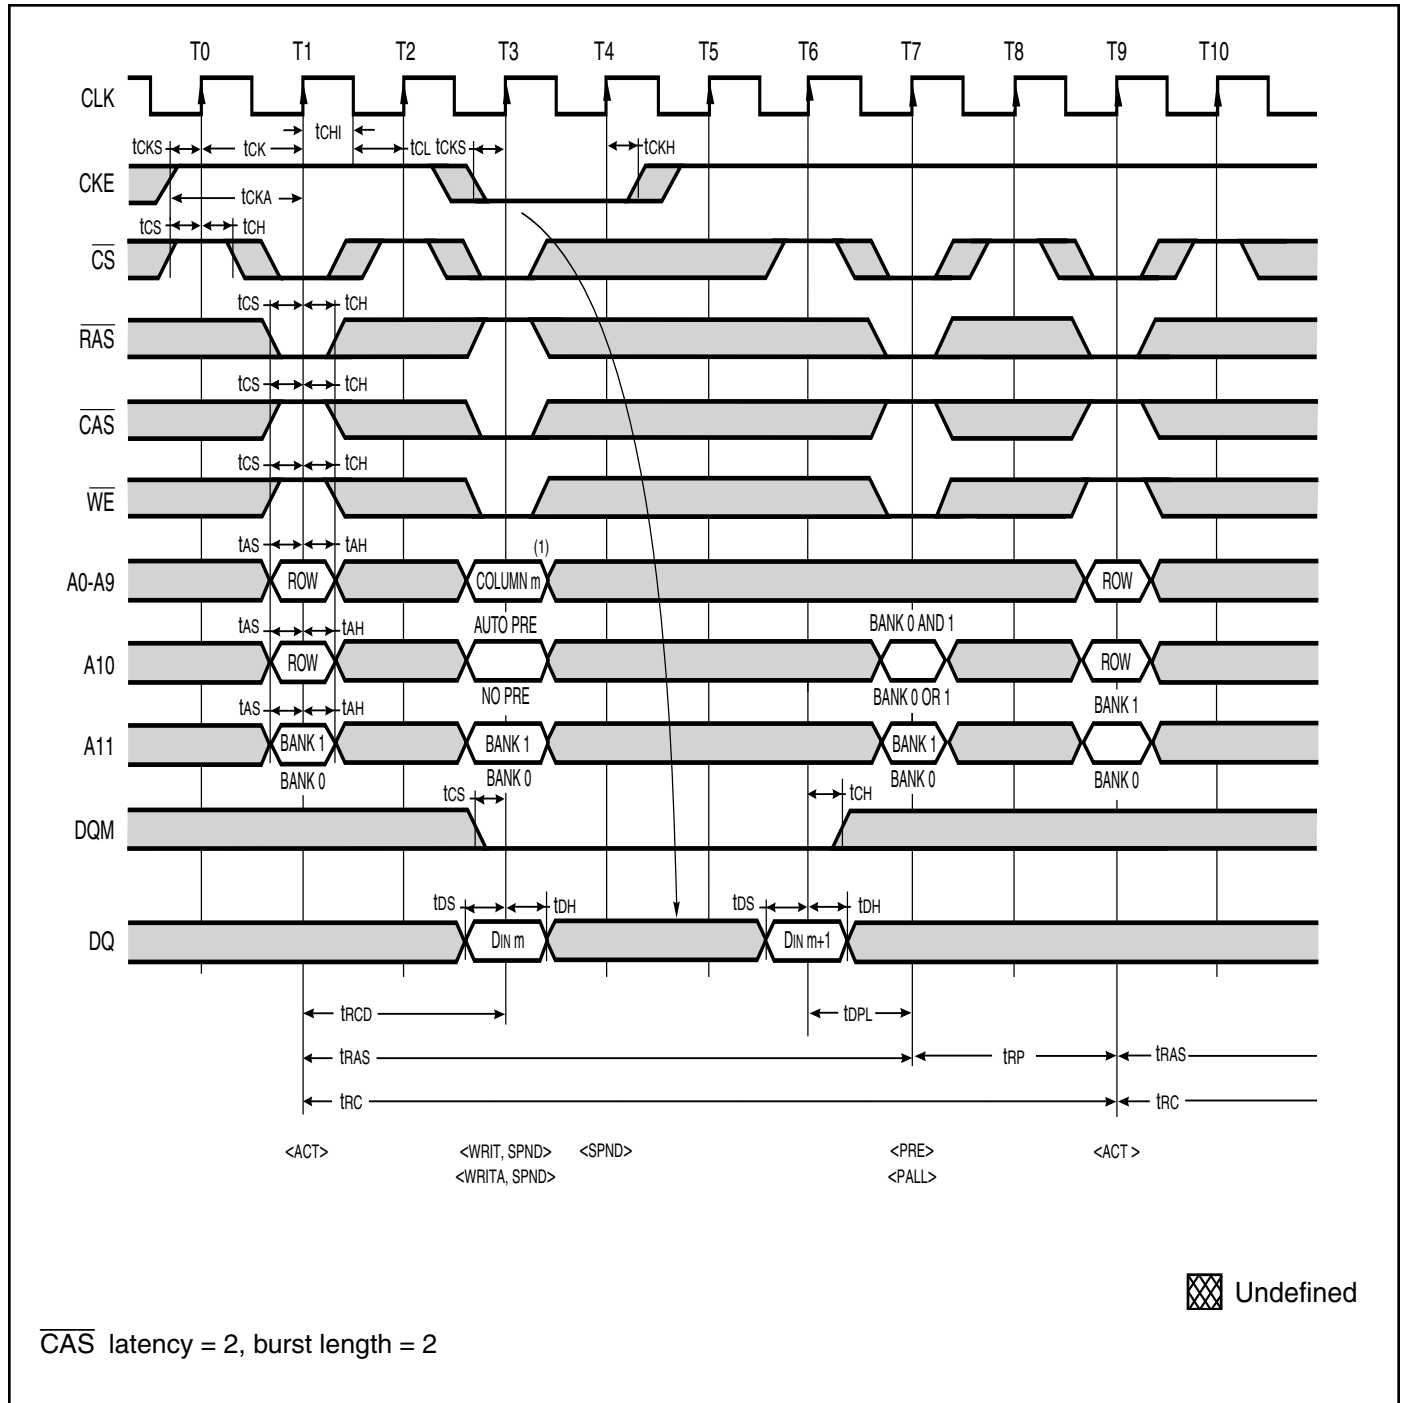 T0 T1 T2 T3 T4 T5 T6 T7 T8 T9 T10
CLK
tCHI
tCKS tCK tCL tCKS tCKH
CKE
tCKA
tCS tCH
CS
tCS tCH
RAS
tCS tCH
CAS
tCS tCH
WE
tAS tAH (1)
A0-A9 ROW COLUMN m ROW
tAS tAH AUTO PRE BANK 0 AND 1
A10 ROW ROW
NO PRE BANK 0 OR 1 BANK 1
tAS tAH
A11 BANK 1 BANK 1 BANK 1
BANK 0 BANK 0 BANK 0 BANK 0
tCS tCH
DQM
tDS tDH tDS tDH
DQ DIN m DIN m+1
tRCD tDPL
tRAS tRP tRAS
tRC tRC
<ACT> <WRIT, SPND> <SPND> <PRE> <ACT >
<WRITA, SPND> <PALL>
Undefined
CAS latency = 2, burst length = 2